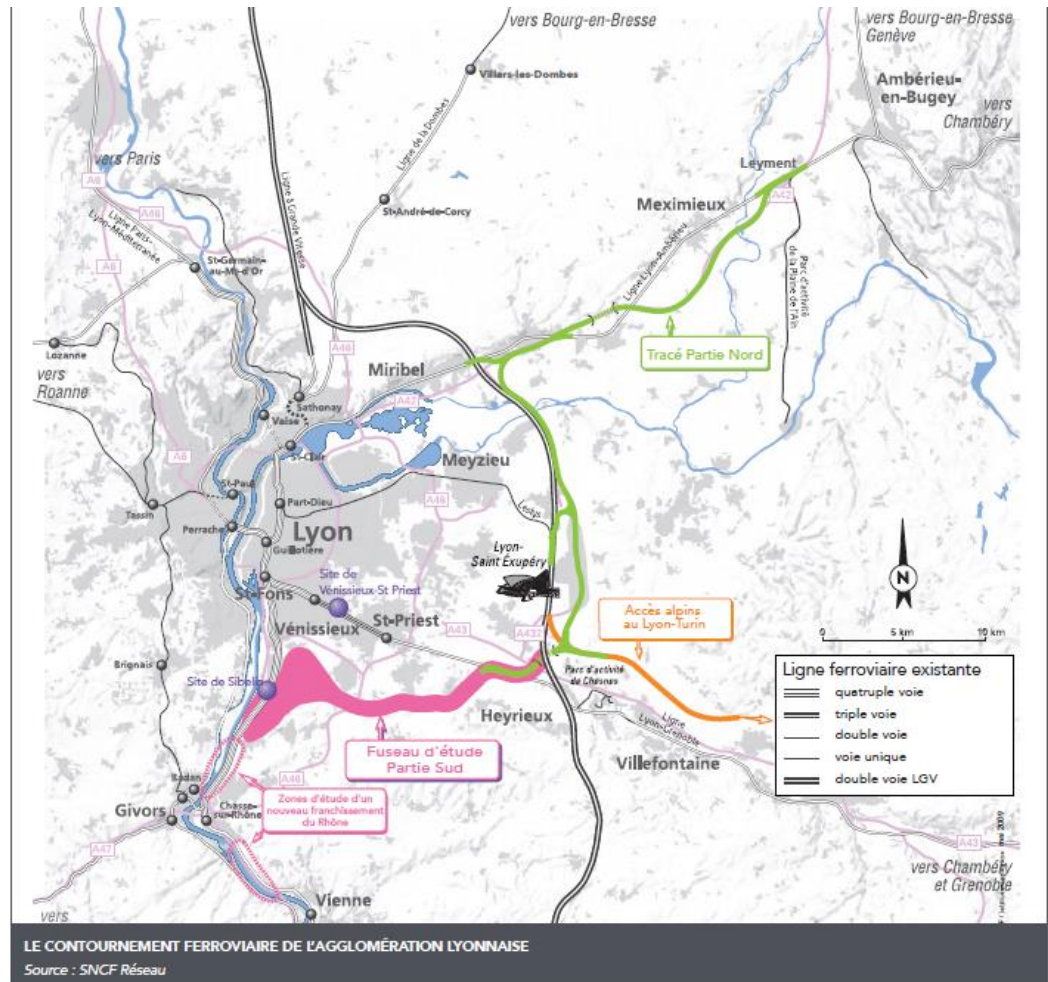 vers Bourg-en-Bresse
vers Bourg-en-Bresse
Genève
Villars-les-Dombes
Ambérieu-
en-Bugey
vers
Chambéry
vers Paris
Ligne de la Dombes
Ligne à Grande Vitesse
Leyment
A6
A46
A42
Ligne Paris-
Lyon-Méditerranée
St-André-de-Corcy
Meximieux
St-Germain-
au-Mt-d'Or
A6
Ligne Lyon-Ambérieu
Parc d'activité
de la Plaine de l'Ain
Lozanne
A46
Tracé Partie Nord
vers
Roanne
Miribel
Sathonay
A42
Vaise
A6
St-Clair
Meyzieu
St-Paul
A46
Tassin
Part-Dieu
Leslys
Perrache
Lyon
Guillotière
Lyon-
Saint Exupéry
N
St-Fons
Site de
Vénissieux-St Priest
Accès alpins
au Lyon-Turin
St-Priest
Vénissieux
A43
A432
0 5 km 10 km
Brignais
Parc d'activité
de Chesnes
Ligne ferroviaire existante
quatruple voie
triple voie
double voie
voie unique
double voie LGV
Site de Sibelin
Heyrieux
Ligne
Lyon-Grenoble
Fuseau d'étude
Partie Sud
Villefontaine
Badan
A46
Zones d'étude d'un
nouveau franchissement
du Rhône
Givors
Chasse-
sur-Rhône
A47
A43
vers Chambéry
et Grenoble
Vienne
vers
mai 2009
LE CONTOURNEMENT FERROVIAIRE DE L'AGGLOMÉRATION LYONNAISE
Source : SNCF Réseau